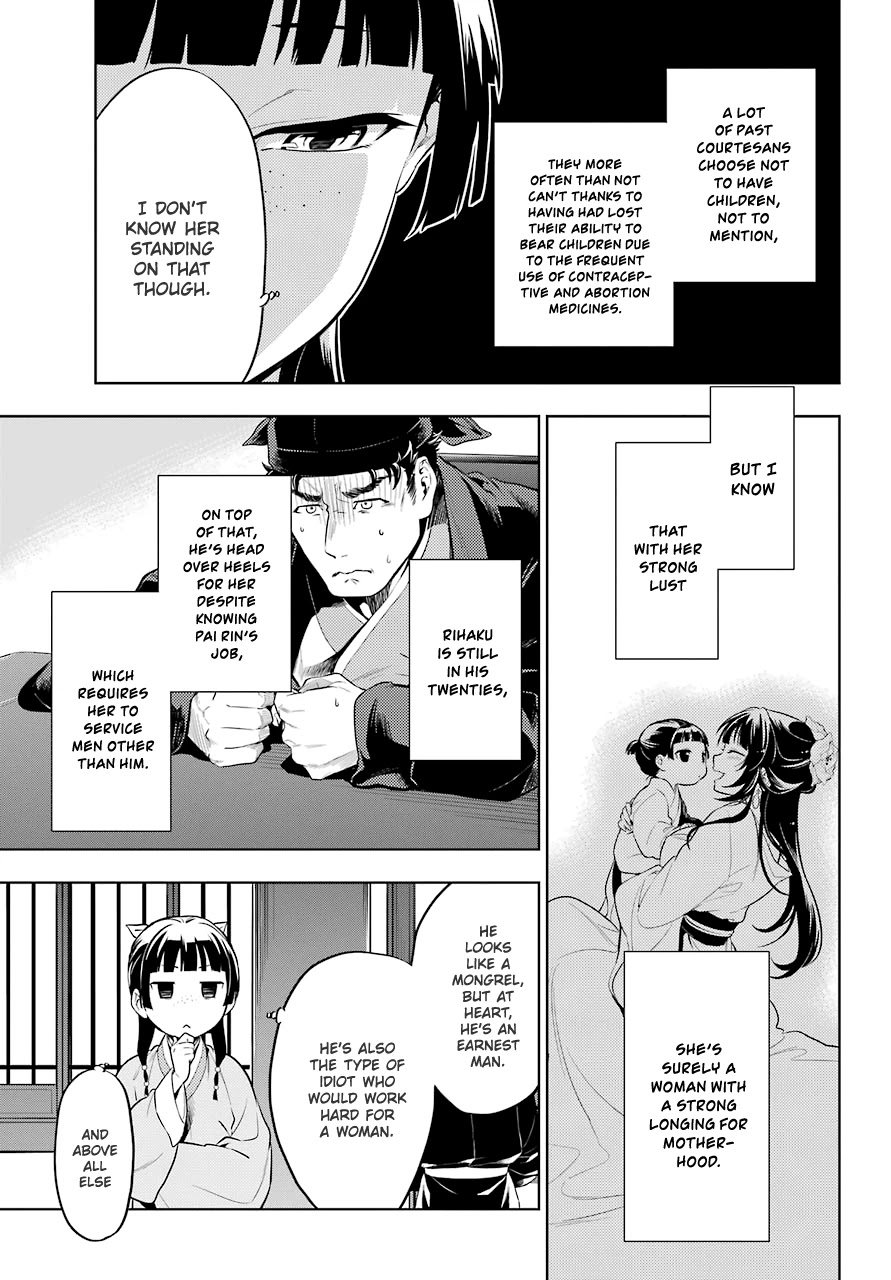 A LOT
OF PAST
COURTESANS
CHOOSE NOT
TO HAVE
CHILDREN,
NOT TO
MENTION,
THEY MORE
OFTEN THAN NOT
CAN'T THANKS TO
HAVING HAD LOST
THEIR ABILITY TO
BEAR CHILDREN DUE
TO THE FREQUENT
USE OF CONTRACEP-
TIVE AND ABORTION
MEDICINES.
I DON'T
KNOW HER
STANDING
ON THAT
THOUGH.
BUT I
KNOW
THAT
WITH HER
STRONG
LUST
SHE'S
SURELY A
WOMAN WITH
A STRONG
LONGING FOR
MOTHER-
HOOD.
RIHAKU
IS STILL
IN HIS
TWENTIES,
ON TOP
OF THAT,
HE'S HEAD
OVER HEELS
FOR HER
DESPITE
KNOWING
PAI RIN'S
JOB,
WHICH
REQUIRES
HER TO
SERVICE
MEN OTHER
THAN HIM.
HE
LOOKS
LIKE A
MONGREL,
BUT AT
HEART,
HE'S AN
EARNEST
MAN.
HE'S ALSO
THE TYPE OF
IDIOT WHO
WOULD WORK
HARD FOR
A WOMAN.
AND
ABOVE
ALL
ELSE